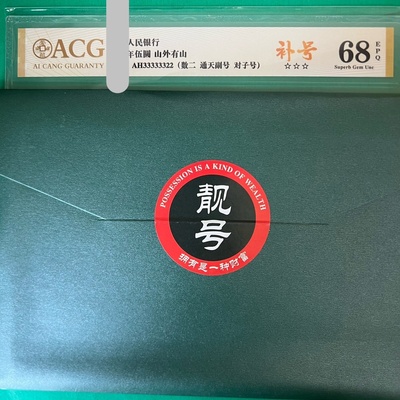 ACG
AI CANG GUARANTY
人民银行
年伍圆 山外有山
AH33333322 (数二 通天副号 对子号)
补号
☆☆☆
68 EPQ
Superb Gem Unc
POSSESSION IS A KIND OF WEALTH
靓号
拥有是一种财富